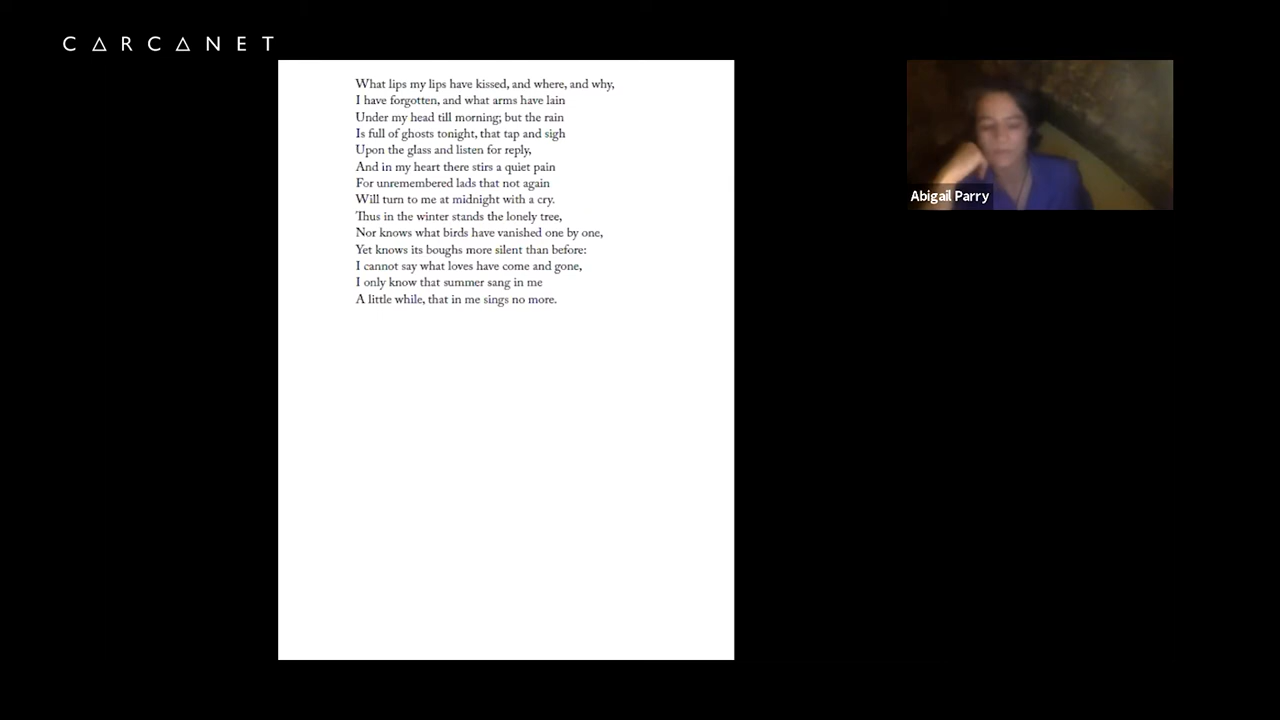 CARCANET
What lips my lips have kissed, and where, and why,
I have forgotten, and what arms have lain
Under my head till morning; but the rain
Is full of ghosts tonight, that tap and sigh
Upon the glass and listen for reply,
And in my heart there stirs a quiet pain
For unremembered lads that not again
Will turn to me at midnight with a cry.
Thus in the winter stands the lonely tree,
Nor knows what birds have vanished one by one,
Yet knows its boughs more silent than before:
I cannot say what loves have come and gone,
I only know that summer sang in me
A little while, that in me sings no more.
Abigail Parry